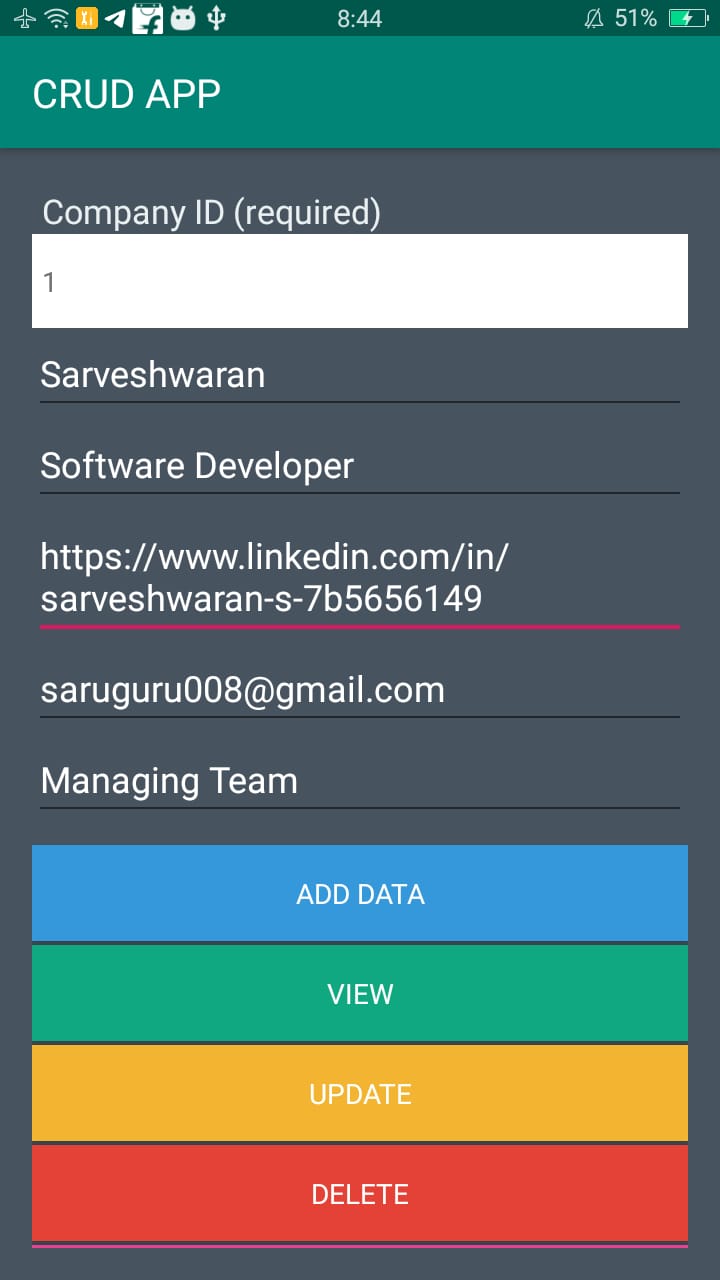 8:44
51%
CRUD APP
Company ID (required)
1
Sarveshwaran
Software Developer
https://www.linkedin.com/in/
sarveshwaran-s-7b5656149
saruguru008@gmail.com
Managing Team
ADD DATA
VIEW
UPDATE
DELETE